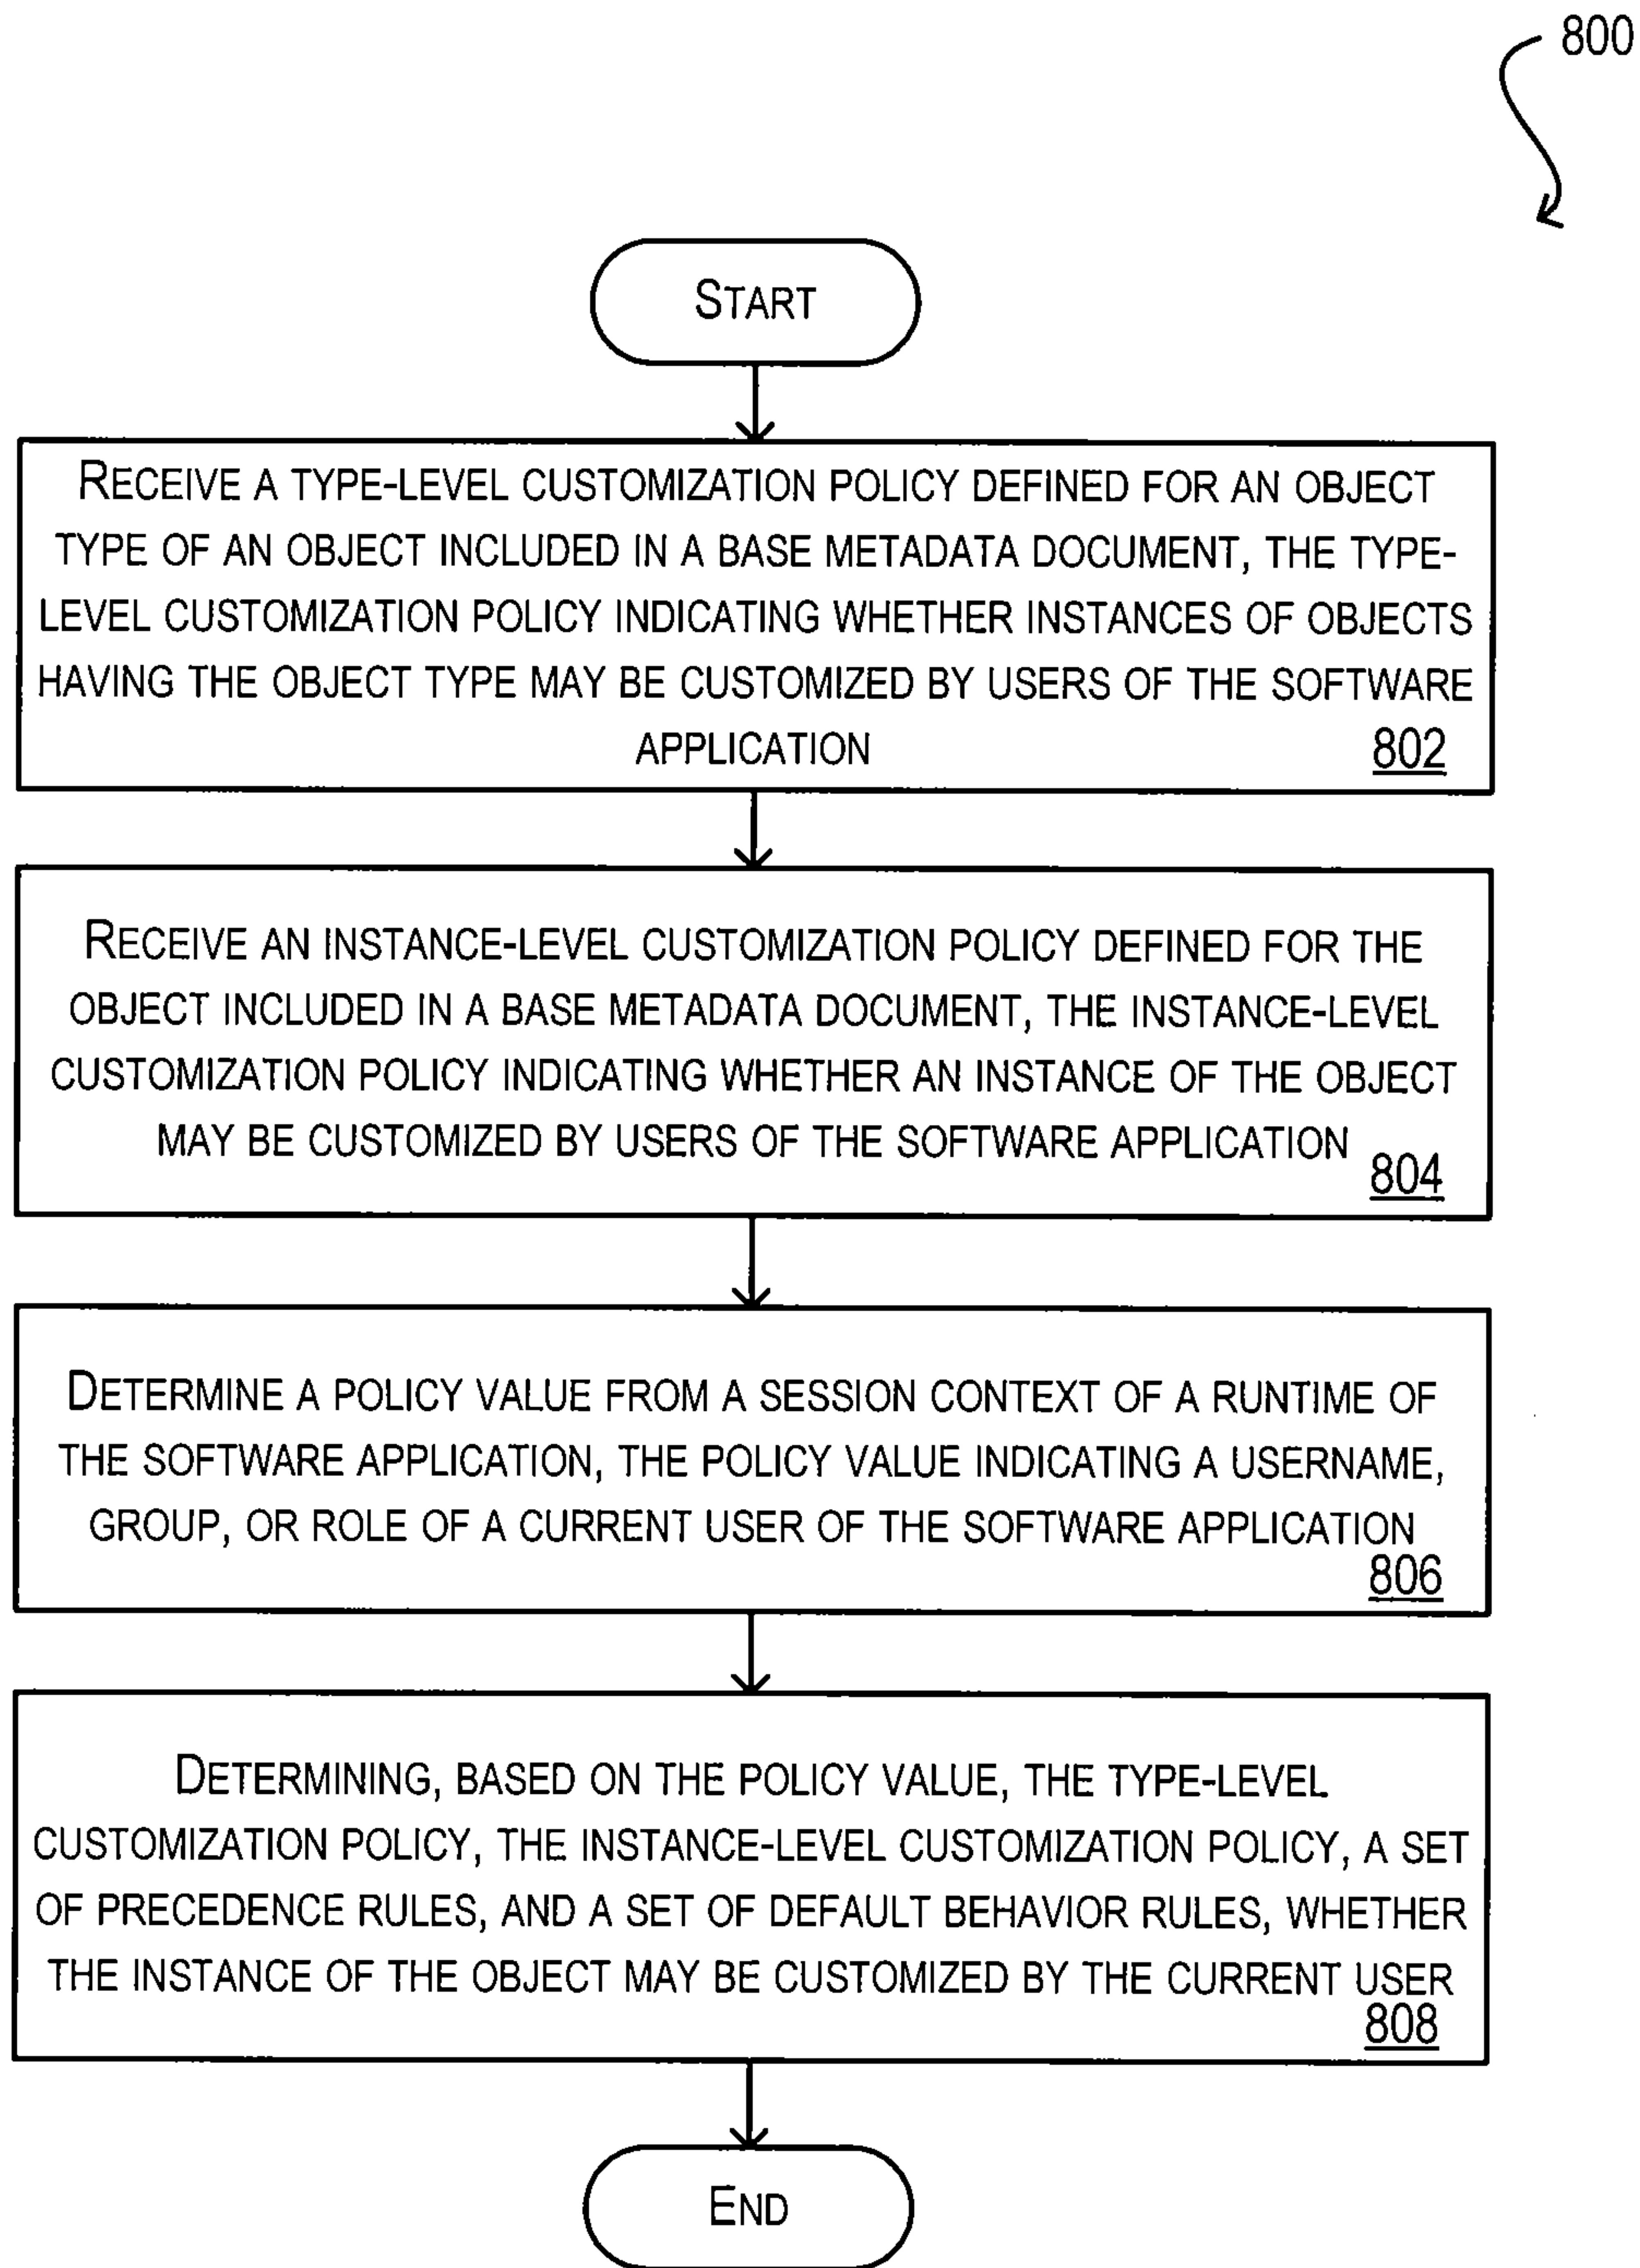 800
START
RECEIVE A TYPE-LEVEL CUSTOMIZATION POLICY DEFINED FOR AN OBJECT
TYPE OF AN OBJECT INCLUDED IN A BASE METADATA DOCUMENT, THE TYPE-
LEVEL CUSTOMIZATION POLICY INDICATING WHETHER INSTANCES OF OBJECTS
HAVING THE OBJECT TYPE MAY BE CUSTOMIZED BY USERS OF THE SOFTWARE
APPLICATION
802
RECEIVE AN INSTANCE-LEVEL CUSTOMIZATION POLICY DEFINED FOR THE
OBJECT INCLUDED IN A BASE METADATA DOCUMENT, THE INSTANCE-LEVEL
CUSTOMIZATION POLICY INDICATING WHETHER AN INSTANCE OF THE OBJECT
MAY BE CUSTOMIZED BY USERS OF THE SOFTWARE APPLICATION
804
DETERMINE A POLICY VALUE FROM A SESSION CONTEXT OF A RUNTIME OF
THE SOFTWARE APPLICATION, THE POLICY VALUE INDICATING A USERNAME,
GROUP, OR ROLE OF A CURRENT USER OF THE SOFTWARE APPLICATION
806
DETERMINING, BASED ON THE POLICY VALUE, THE TYPE-LEVEL
CUSTOMIZATION POLICY, THE INSTANCE-LEVEL CUSTOMIZATION POLICY, A SET
OF PRECEDENCE RULES, AND A SET OF DEFAULT BEHAVIOR RULES, WHETHER
THE INSTANCE OF THE OBJECT MAY BE CUSTOMIZED BY THE CURRENT USER
808
END